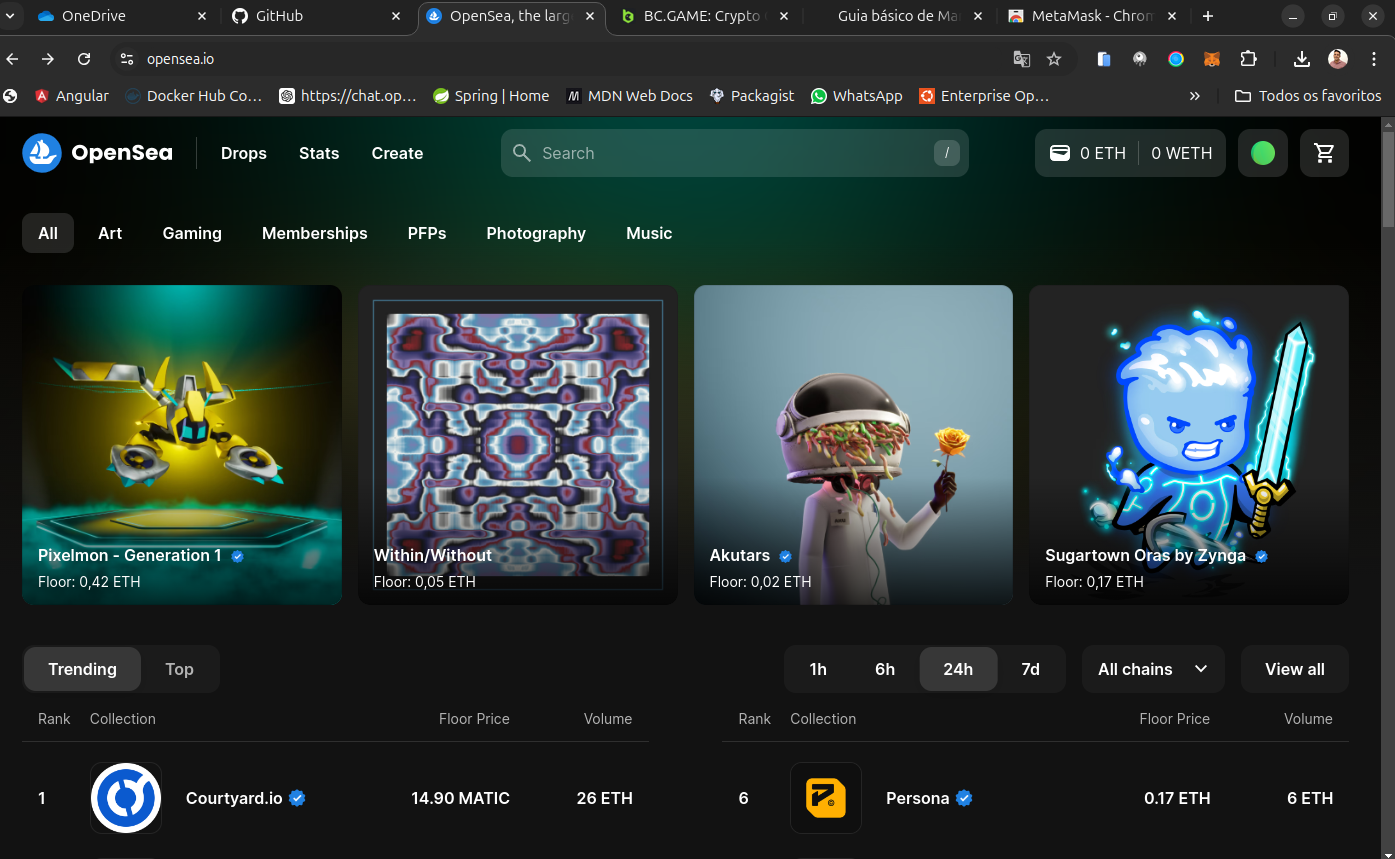 OneDrive
GitHub
OpenSea, the larg
BC.GAME: Crypto
Guia básico de Ma
MetaMask - Chrom
opensea.io
Angular
Docker Hub Co…
https://chat.op…
Spring | Home
MDN Web Docs
Packagist
WhatsApp
Enterprise Op…
»
Todos os favoritos
OpenSea
Drops
Stats
Create
Search
/
0 ETH
0 WETH
All
Art
Gaming
Memberships
PFPs
Photography
Music
Pixelmon - Generation 1
Floor: 0,42 ETH
Within/Without
Floor: 0,05 ETH
Akutars
Floor: 0,02 ETH
Sugartown Oras by Zynga
Floor: 0,17 ETH
Trending
Top
1h
6h
24h
7d
All chains
View all
Rank Collection Floor Price Volume
Rank Collection Floor Price Volume
1 Courtyard.io 14.90 MATIC 26 ETH
6 Persona 0.17 ETH 6 ETH